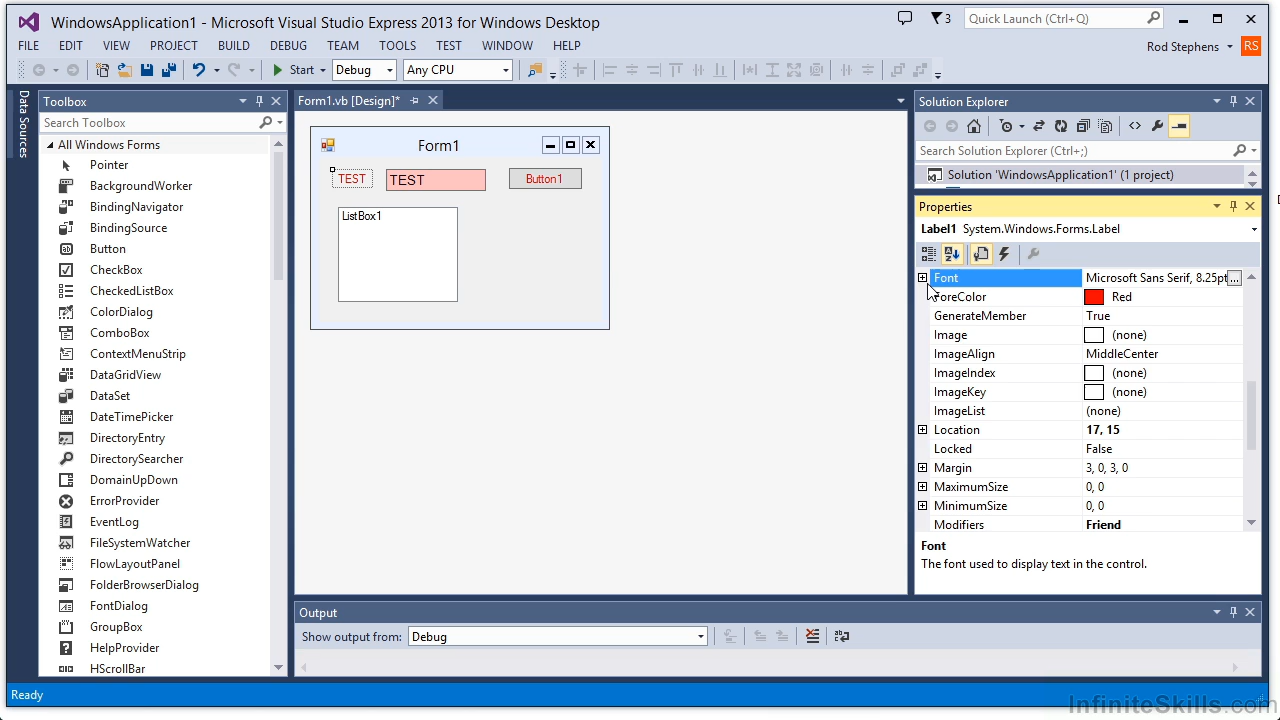 WindowsApplication1 - Microsoft Visual Studio Express 2013 for Windows Desktop
3
Quick Launch (Ctrl+Q)
FILE EDIT VIEW PROJECT BUILD DEBUG TEAM TOOLS TEST WINDOW HELP
Rod Stephens RS
Start Debug Any CPU
Data Sources
Toolbox
Search Toolbox
All Windows Forms
Pointer
BackgroundWorker
BindingNavigator
BindingSource
Button
CheckBox
CheckedListBox
ColorDialog
ComboBox
ContextMenuStrip
DataGridView
DataSet
DateTimePicker
DirectoryEntry
DirectorySearcher
DomainUpDown
ErrorProvider
EventLog
FileSystemWatcher
FlowLayoutPanel
FolderBrowserDialog
FontDialog
GroupBox
HelpProvider
HScrollBar
Form1.vb [Design]*
Form1
TEST TEST Button1
ListBox1
Solution Explorer
Search Solution Explorer (Ctrl+;)
Solution 'WindowsApplication1' (1 project)
Properties
Label1 System.Windows.Forms.Label
Font Microsoft Sans Serif, 8.25pt ...
ForeColor Red
GenerateMember True
Image (none)
ImageAlign MiddleCenter
ImageIndex (none)
ImageKey (none)
ImageList (none)
Location 17, 15
Locked False
Margin 3, 0, 3, 0
MaximumSize 0, 0
MinimumSize 0, 0
Modifiers Friend
Font
The font used to display text in the control.
Output
Show output from: Debug
Ready
InfiniteSkills.com